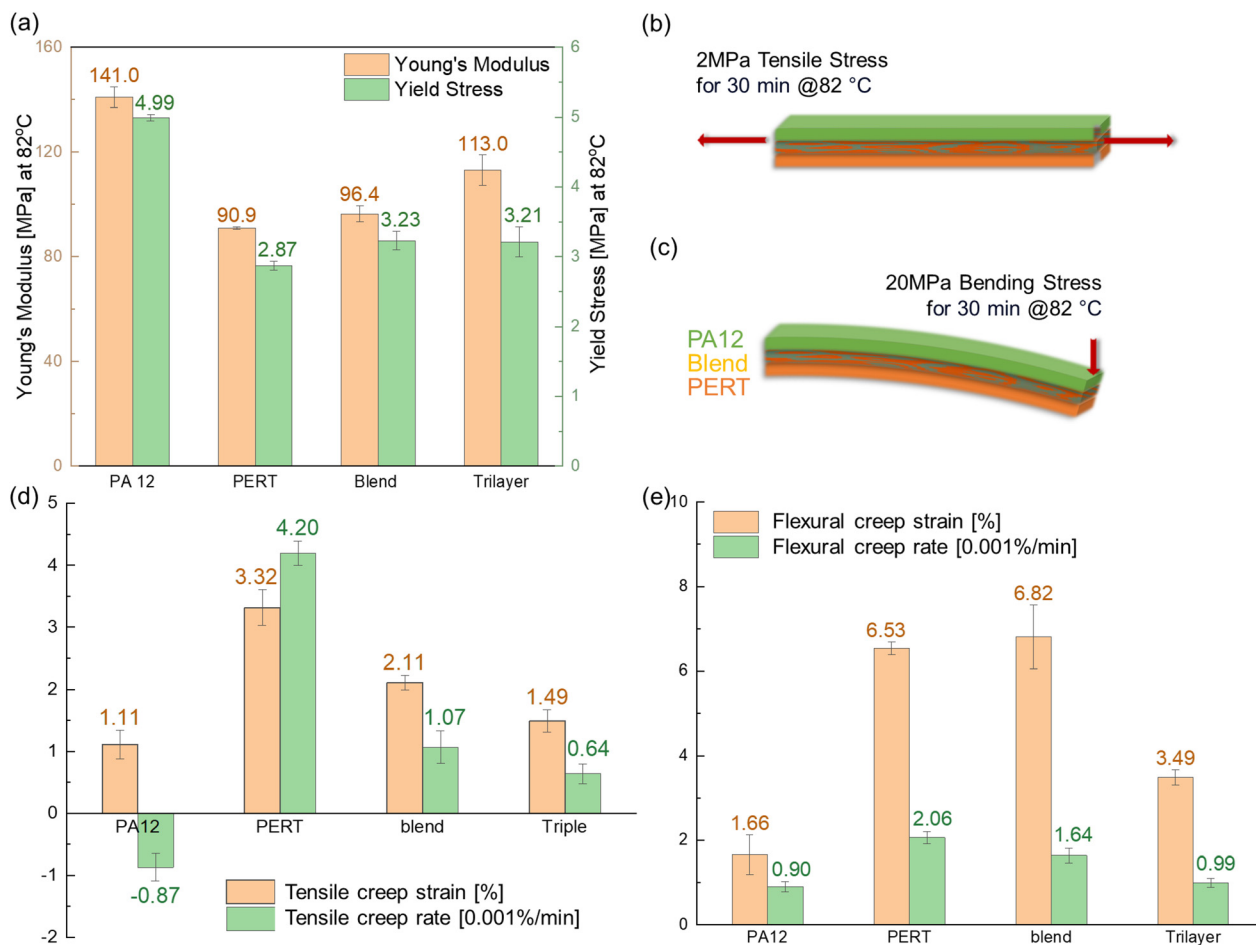 (a)
160
120
80
40
0
Young's Modulus [MPa] at 82°C
Young's Modulus
Yield Stress
141.0
4.99
90.9
2.87
96.4
3.23
113.0
3.21
6
5
4
3
2
1
0
Yield Stress [MPa] at 82°C
PA 12
PERT
Blend
Trilayer
(b)
2MPa Tensile Stress
for 30 min @82 °C
(c)
20MPa Bending Stress
for 30 min @82 °C
PA12
Blend
PERT
(d)
5
4
3
2
1
0
-1
-2
1.11
-0.87
3.32
4.20
2.11
1.07
1.49
0.64
PA12
PERT
blend
Triple
Tensile creep strain [%]
Tensile creep rate [0.001%/min]
(e)
10
8
6
4
2
0
Flexural creep strain [%]
Flexural creep rate [0.001%/min]
1.66
0.90
6.53
2.06
6.82
1.64
3.49
0.99
PA12
PERT
blend
Trilayer